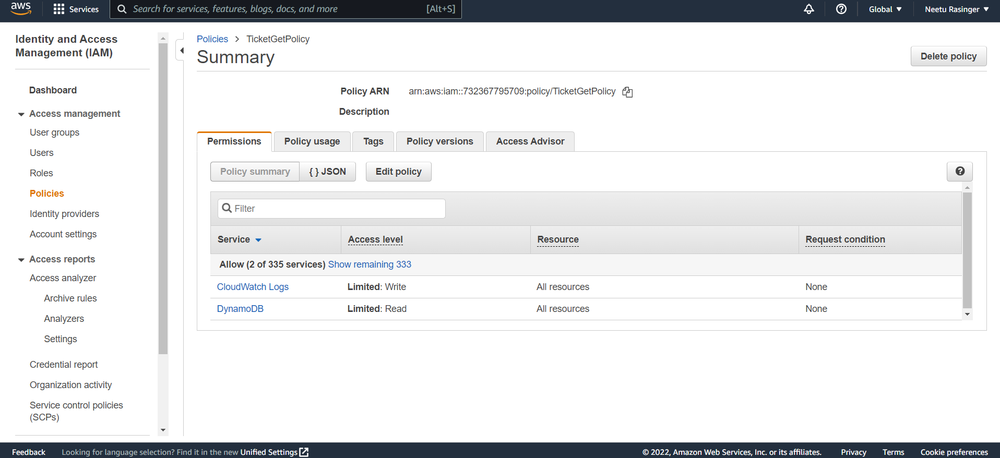 aws
Services
Search for services, features, blogs, docs, and more
[Alt+S]
Global
Neetu Rasinger
Identity and Access
Management (IAM)
Dashboard
Access management
User groups
Users
Roles
Policies
Identity providers
Account settings
Access reports
Access analyzer
Archive rules
Analyzers
Settings
Credential report
Organization activity
Service control policies
(SCPs)
Policies > TicketGetPolicy
Summary
Delete policy
Policy ARN arn:aws:iam::732367795709:policy/TicketGetPolicy
Description
Permissions Policy usage Tags Policy versions Access Advisor
Policy summary { } JSON Edit policy
?
Filter
Service Access level Resource Request condition
Allow (2 of 335 services) Show remaining 333
CloudWatch Logs Limited: Write All resources None
DynamoDB Limited: Read All resources None
Feedback Looking for language selection? Find it in the new Unified Settings
© 2022, Amazon Web Services, Inc. or its affiliates. Privacy Terms Cookie preferences